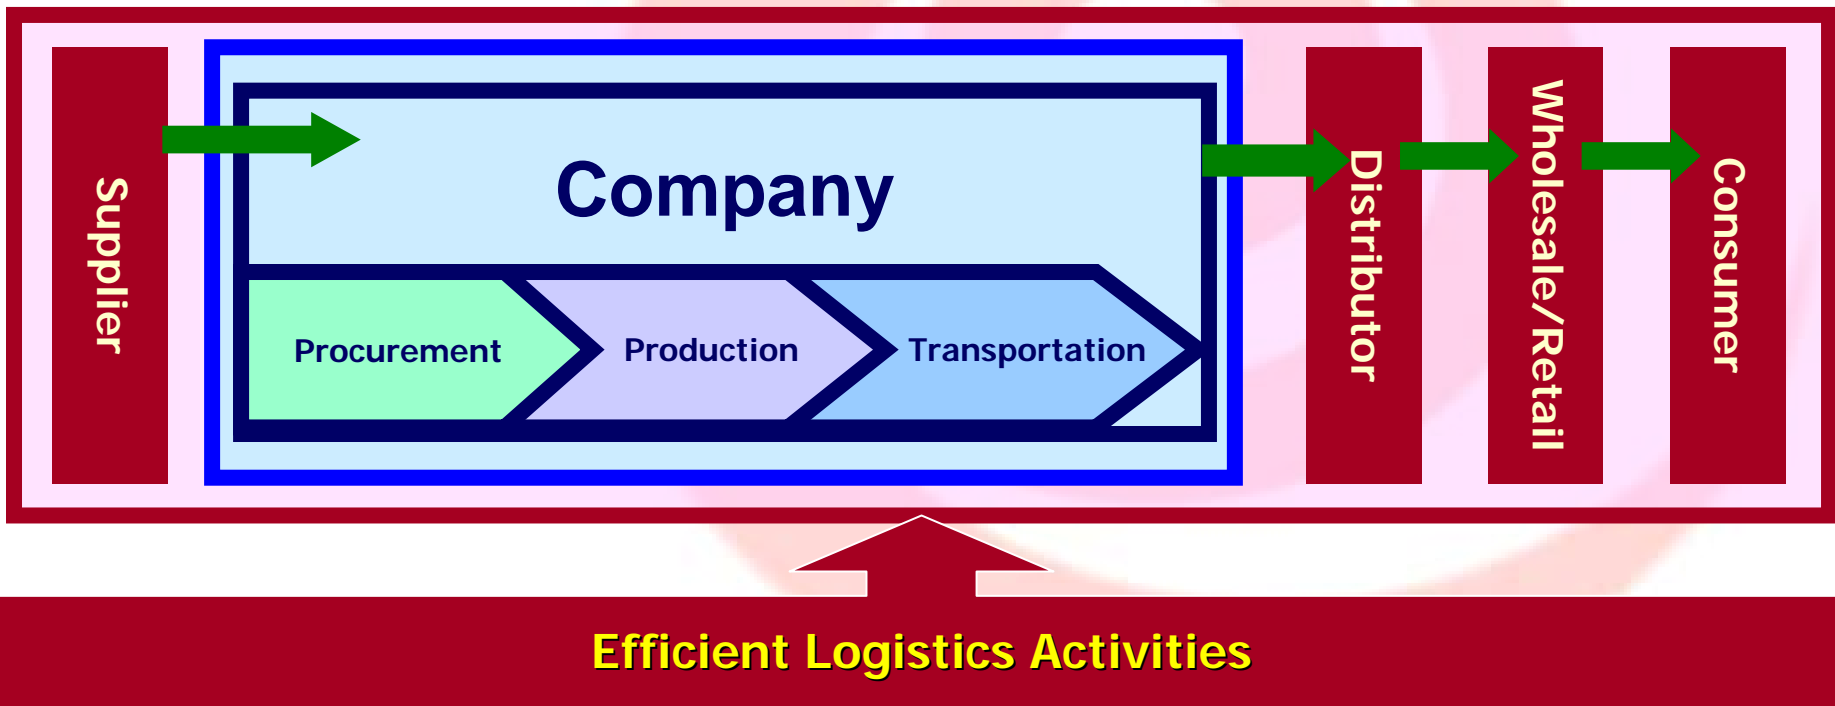 Supplier
Company
Procurement
Production
Transportation
Distributor
Wholesale/Retail
Consumer
Efficient Logistics Activities